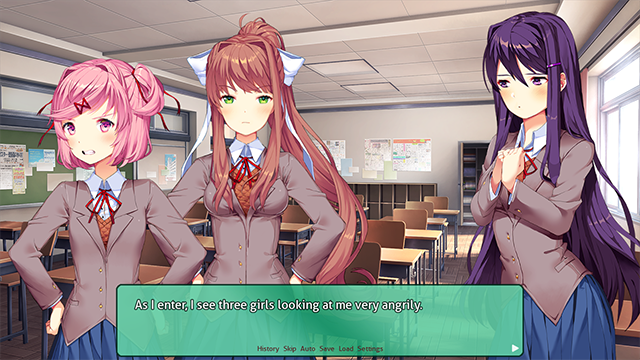 As I enter, I see three girls looking at me very angrily.
History Skip Auto Save Load Settings